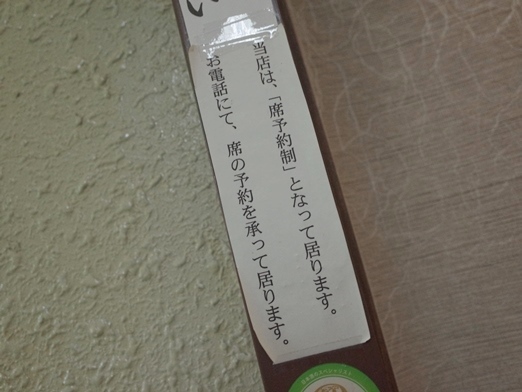 い
当店は、「席予約制」となって居ります。
お電話にて、席の予約を承って居ります。